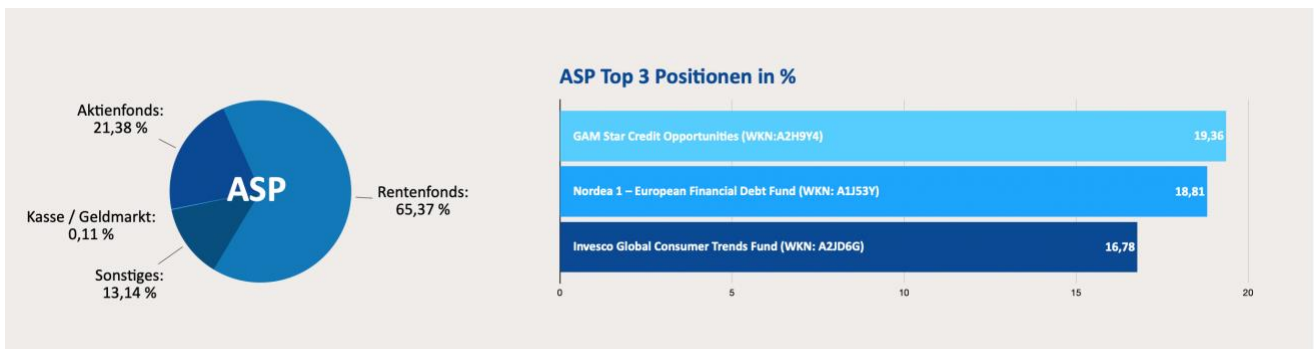 Aktienfonds:
21,38 %
Kasse / Geldmarkt:
0,11 %
Sonstiges:
13,14 %
ASP
Rentenfonds:
65,37 %
ASP Top 3 Positionen in %
GAM Star Credit Opportunities (WKN:A2H9Y4) 19,36
Nordea 1 – European Financial Debt Fund (WKN: A1J53Y) 18,81
Invesco Global Consumer Trends Fund (WKN: A2JD6G) 16,78
0 5 10 15 20